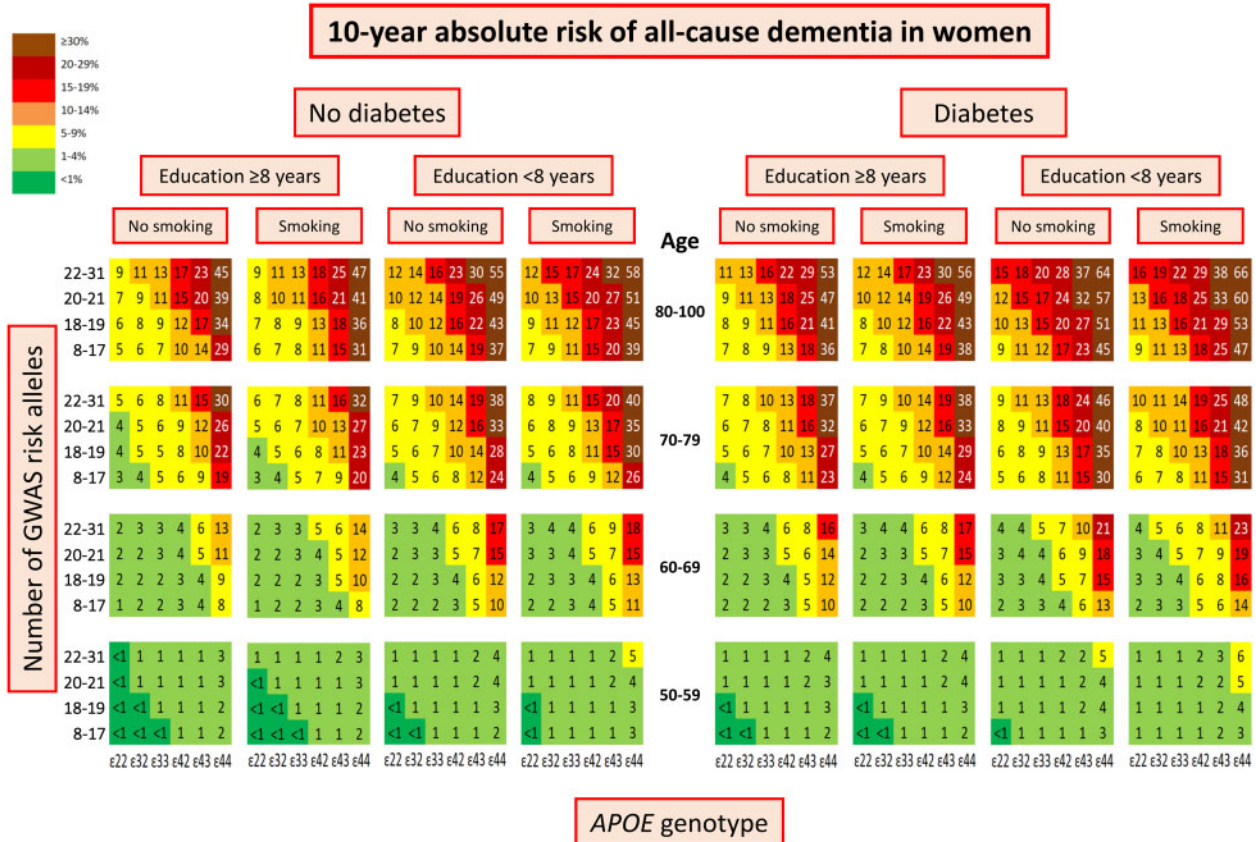 10-year absolute risk of all-cause dementia in women
≥30%
20-29%
15-19%
10-14%
5-9%
1-4%
<1%
No diabetes
Diabetes
Education ≥8 years
Education <8 years
Education ≥8 years
Education <8 years
No smoking Smoking No smoking Smoking Age No smoking Smoking No smoking Smoking
Number of GWAS risk alleles
22-31 9 11 13 17 23 45 9 11 13 18 25 47 12 14 16 23 30 55 12 15 17 24 32 58 11 13 16 22 29 53 12 14 17 23 30 56 15 18 20 28 37 64 16 19 22 29 38 66
20-21 7 9 11 15 20 39 8 10 11 16 21 41 10 12 14 19 26 49 10 13 15 20 27 51 9 11 13 18 25 47 10 12 14 19 26 49 12 15 17 24 32 57 13 16 18 25 33 60
80-100
18-19 6 8 9 12 17 34 7 8 9 13 18 36 8 10 12 16 22 43 9 11 12 17 23 45 8 9 11 16 21 41 8 10 12 16 22 43 10 13 15 20 27 51 11 13 16 21 29 53
8-17 5 6 7 10 14 29 6 7 8 11 15 31 7 9 10 14 19 37 7 9 11 15 20 39 7 8 9 13 18 36 7 8 10 14 19 38 9 11 12 17 23 45 9 11 13 18 25 47
22-31 5 6 8 11 15 30 6 7 8 11 16 32 7 9 10 14 19 38 8 9 11 15 20 40 7 8 10 13 18 37 7 9 10 14 19 38 9 11 13 18 24 46 10 11 14 19 25 48
20-21 4 5 6 9 12 26 5 6 7 10 13 27 6 7 9 12 16 33 6 8 9 13 17 35 6 7 8 11 16 32 6 7 9 12 16 33 8 9 11 15 20 40 8 9 12 16 21 42
70-79
18-19 4 5 5 8 10 22 4 5 6 8 11 23 5 6 7 10 14 28 5 6 8 11 15 30 5 6 7 10 13 27 5 6 7 10 14 29 6 8 9 13 17 35 7 8 10 13 18 36
8-17 3 4 5 6 9 19 3 4 5 7 9 20 4 5 6 8 12 24 4 5 6 9 12 26 4 5 6 8 11 23 4 5 6 9 12 24 5 6 8 11 15 30 6 7 8 11 15 31
22-31 2 3 3 4 6 13 2 3 3 5 6 14 3 3 4 6 8 17 3 4 4 6 9 18 3 3 4 6 8 16 3 3 4 6 8 17 4 4 5 7 10 21 4 5 6 8 11 23
20-21 2 2 3 3 5 11 2 2 3 4 5 12 2 3 3 5 7 15 2 3 4 5 7 15 2 3 3 5 6 14 2 3 3 5 7 15 3 4 4 6 9 18 3 4 5 7 9 19
60-69
18-19 2 2 2 3 4 9 2 2 2 3 5 10 2 2 3 4 6 12 2 3 3 4 6 13 2 2 3 4 5 12 2 2 3 4 6 12 3 3 4 5 7 15 3 3 4 6 8 16
8-17 1 2 2 3 4 8 1 2 2 3 4 8 2 2 2 3 5 10 2 2 3 4 5 11 2 2 2 3 5 10 2 2 2 3 5 10 2 3 3 4 6 13 2 3 3 5 6 14
22-31 <1 1 1 1 1 3 1 1 1 1 2 3 1 1 1 1 2 4 1 1 1 1 2 5 1 1 1 1 2 4 1 1 1 1 2 4 1 1 1 2 2 5 1 1 1 2 3 6
20-21 <1 1 1 1 1 3 <1 1 1 1 1 3 1 1 1 1 2 4 1 1 1 1 2 4 1 1 1 1 2 4 1 1 1 1 2 4 1 1 1 1 2 4 1 1 1 1 2 5
50-59
18-19 <1 <1 1 1 1 2 <1 <1 1 1 1 2 <1 1 1 1 1 3 <1 1 1 1 1 3 <1 1 1 1 1 3 <1 1 1 1 1 3 1 1 1 1 2 4 1 1 1 1 2 4
8-17 <1 <1 <1 1 1 2 <1 <1 <1 1 1 2 <1 <1 1 1 1 2 <1 1 1 1 1 3 <1 <1 1 1 1 2 <1 <1 1 1 1 2 <1 1 1 1 1 3 1 1 1 1 2 3
ε22 ε32 ε33 ε42 ε43 ε44 ε22 ε32 ε33 ε42 ε43 ε44 ε22 ε32 ε33 ε42 ε43 ε44 ε22 ε32 ε33 ε42 ε43 ε44 ε22 ε32 ε33 ε42 ε43 ε44 ε22 ε32 ε33 ε42 ε43 ε44 ε22 ε32 ε33 ε42 ε43 ε44 ε22 ε32 ε33 ε42 ε43 ε44
APOE genotype